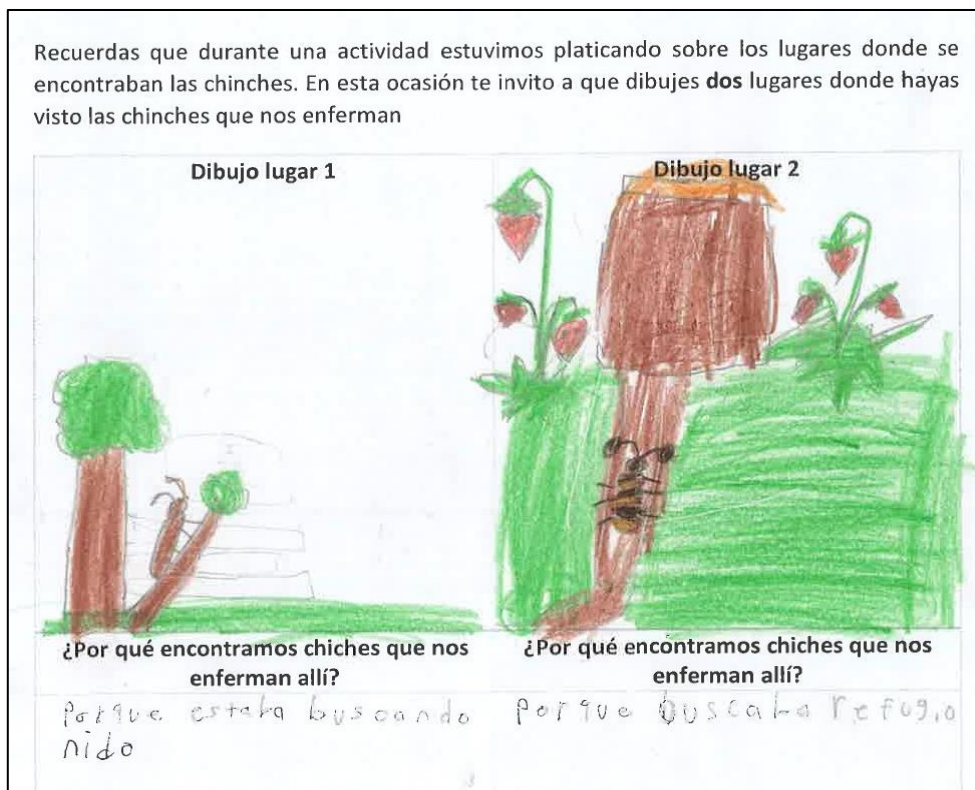 Recuerdas que durante una actividad estuvimos platicando sobre los lugares donde se
encontraban las chinches. En esta ocasión te invito a que dibujes dos lugares donde hayas
visto las chinches que nos enferman
Dibujo lugar 1
Dibujo lugar 2
¿Por qué encontramos chiches que nos
enferman allí?
Porque estaba buscando
nido
¿Por qué encontramos chiches que nos
enferman allí?
Porque buscaba refugio